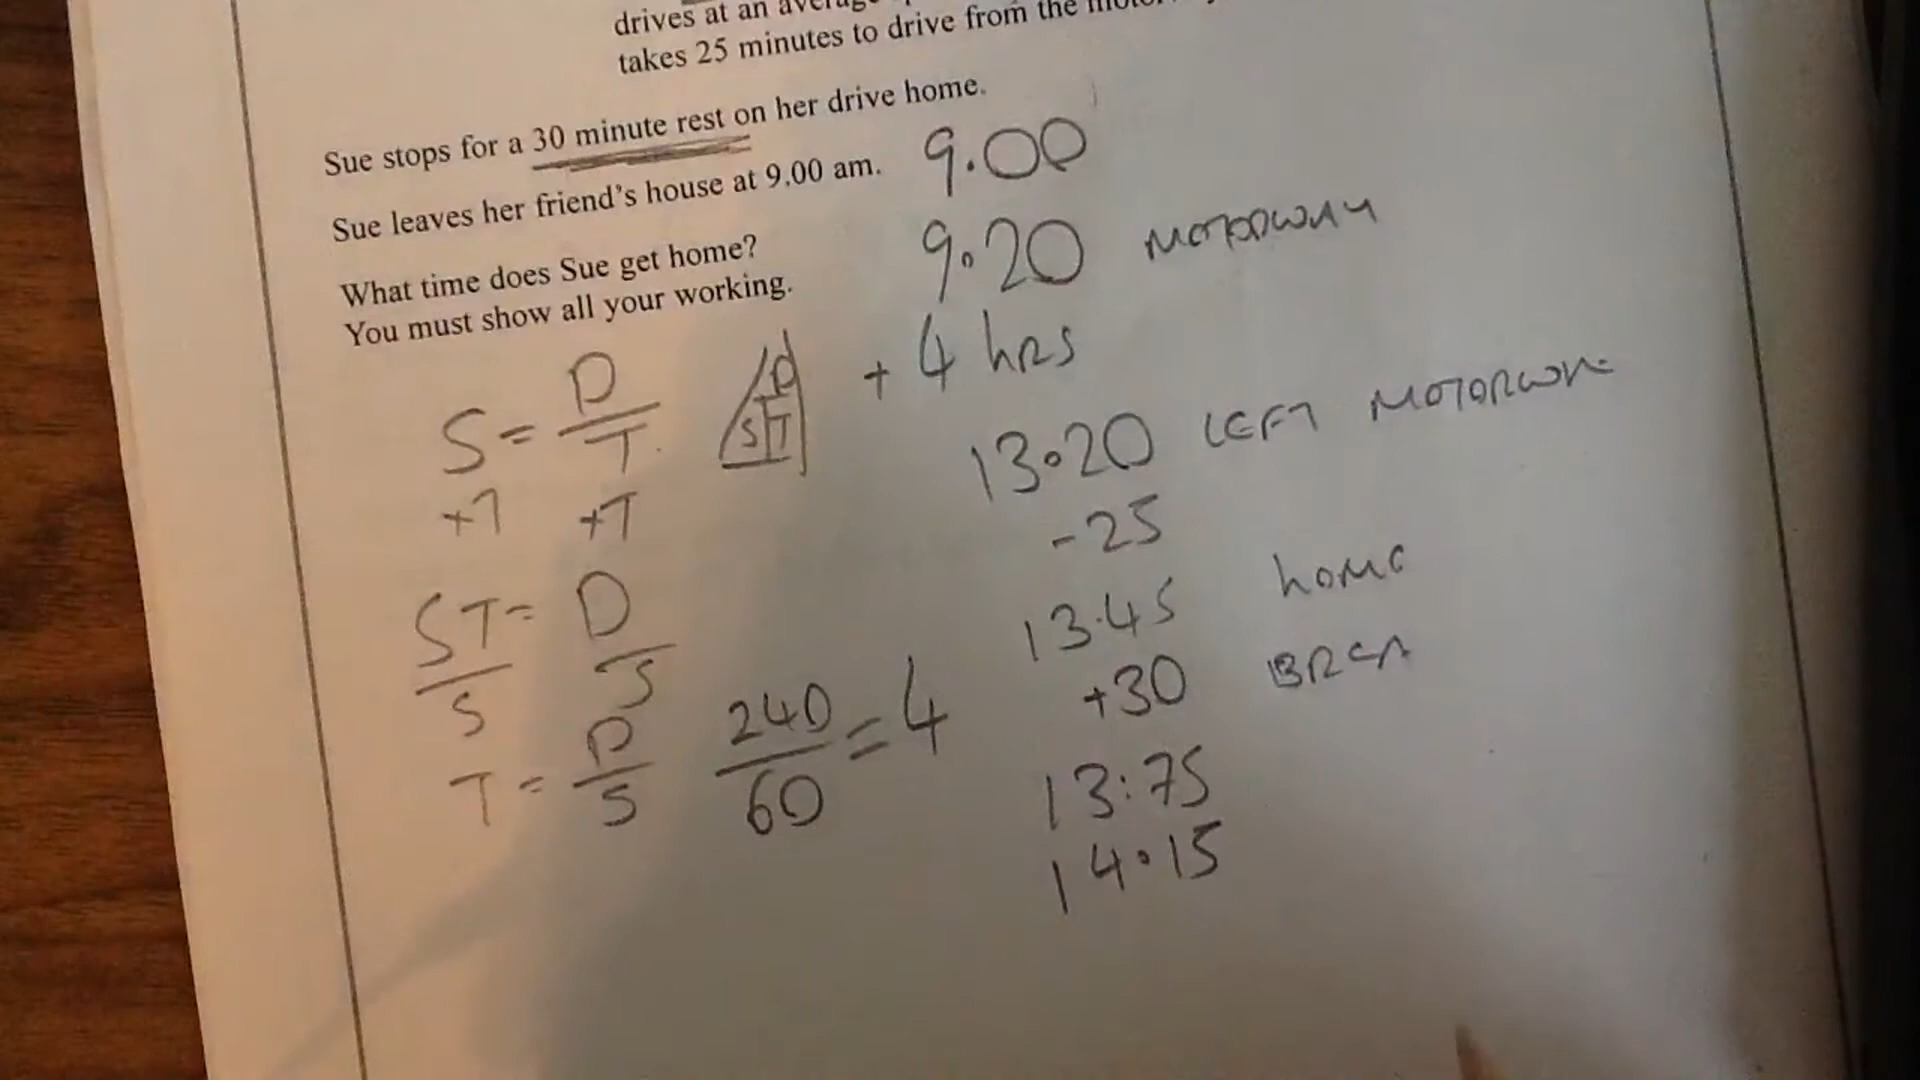 drives at an average
takes 25 minutes to drive from the
Sue stops for a 30 minute rest on her drive home.
Sue leaves her friend's house at 9.00 am.
What time does Sue get home?
You must show all your working.
9.00
9.20 MOTORWAY
+ 4 hrs
13.20 LEFT
-25
13.45 home
+30
13:75
14.15
S = D/T
D
S T
×T ×T
ST = D
S S
T = D/S
240/60 = 4